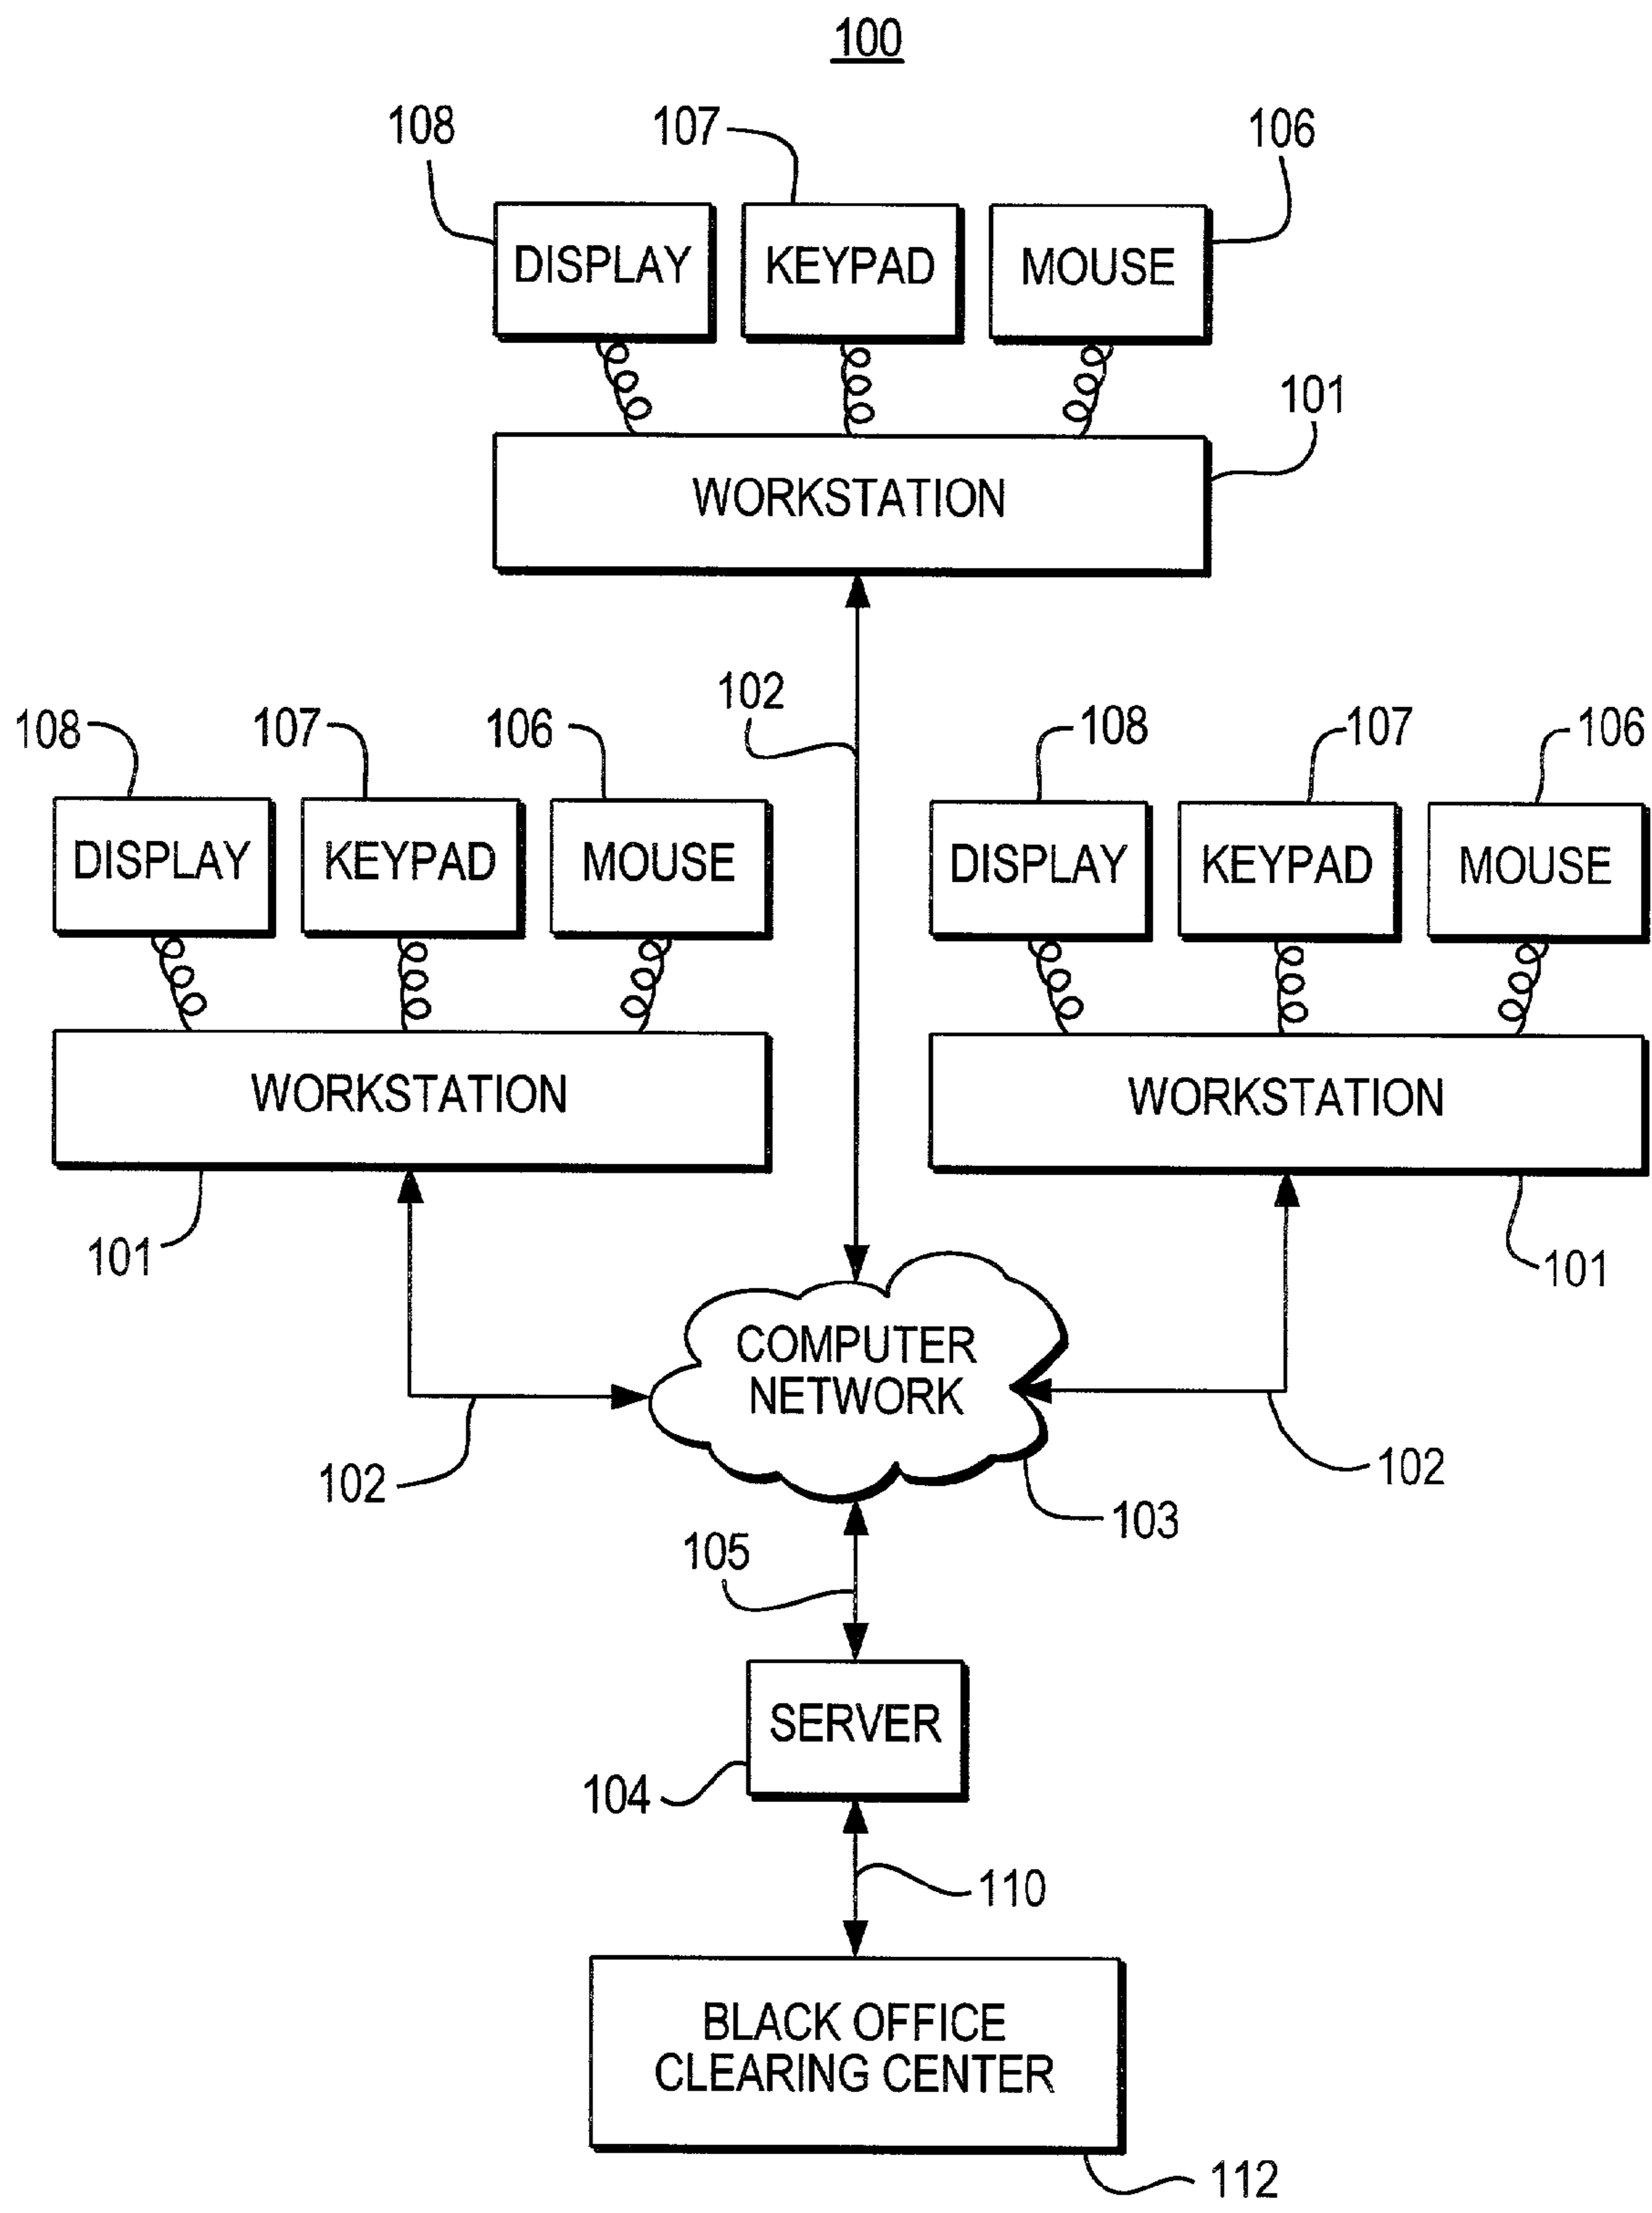 100
108 107 106
DISPLAY KEYPAD MOUSE
101
WORKSTATION
102
108 107 106 108 107 106
DISPLAY KEYPAD MOUSE DISPLAY KEYPAD MOUSE
WORKSTATION WORKSTATION
101 101
COMPUTER
NETWORK
102 102
103
105
SERVER
104
110
BLACK OFFICE
CLEARING CENTER
112